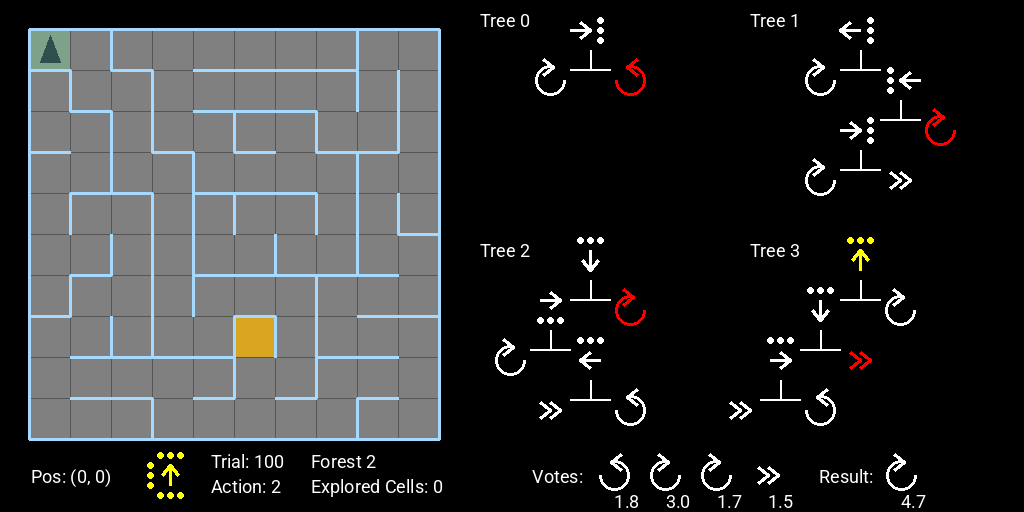 Tree 0
Tree 1
Tree 2
Tree 3
Pos: (0, 0)
Trial: 100
Forest 2
Action: 2
Explored Cells: 0
Votes:
1.8
3.0
1.7
1.5
Result:
4.7